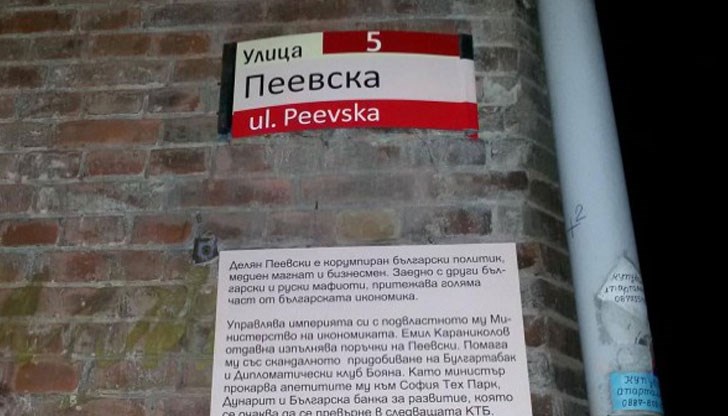 Улица 5
Пеевска
ul. Peevska
Делян Пеевски е корумпиран български политик,
медиен магнат и бизнесмен. Заедно с други бъл-
гарски и руски мафиоти, притежава голяма
част от българската икономика.
Управлява империята си с подвластното му Ми-
нистерство на икономиката. Емил Караниколов
отдавна изпълнява поръчки на Пеевски. Помага
му със скандалното придобиване на Булгартабак
и Дипломатически клуб Бояна. Като министър
прокарва апетитите му към София Тех Парк,
Дунарит и Българска банка за развитие, която
се очаква да се превърне в следващата КТБ.
+2